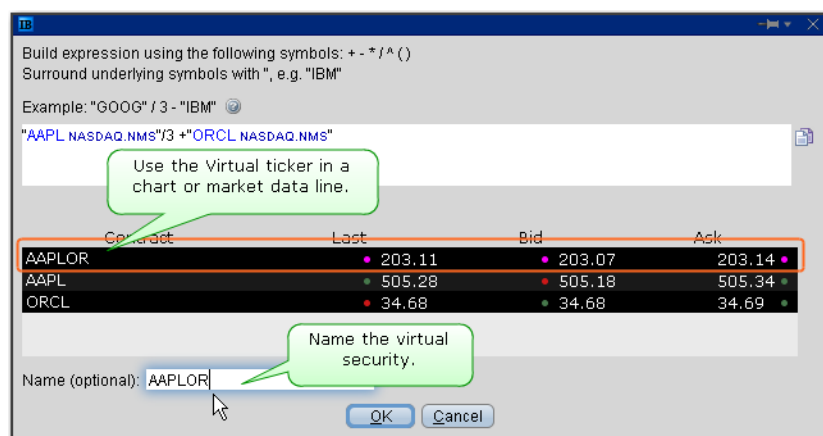 IB
Build expression using the following symbols: + - * / ^ ( )
Surround underlying symbols with ", e.g. "IBM"
Example: "GOOG" / 3 - "IBM"
"AAPL NASDAQ.NMS"/3 +"ORCL NASDAQ.NMS"
Use the Virtual ticker in a
chart or market data line.
Contract Last Bid Ask
AAPLOR 203.11 203.07 203.14
AAPL 505.28 505.18 505.34
ORCL 34.68 34.68 34.69
Name the virtual
security.
Name (optional): AAPLOR
OK Cancel